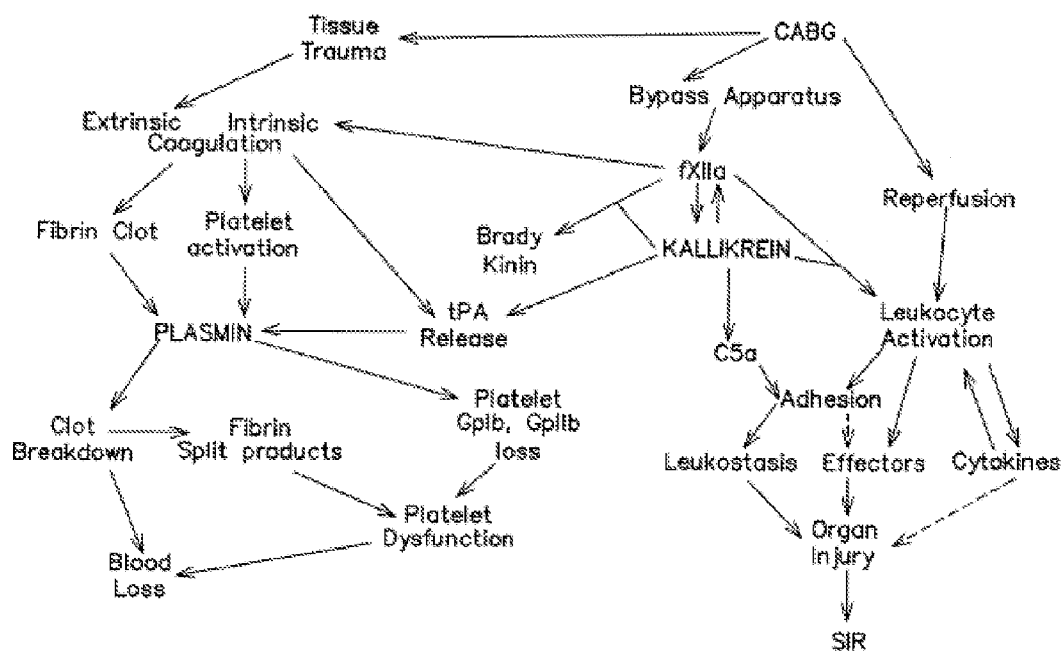 Tissue
Trauma
CABG
Bypass Apparatus
Extrinsic Intrinsic
Coagulation
fXIIa
Reperfusion
Fibrin Clot
Platelet
activation
Brady
Kinin
KALLIKREIN
PLASMIN
tPA
Release
Leukocyte
Activation
C5a
Clot
Breakdown
Fibrin
Split products
Platelet
GpIb, GpIIb
loss
Adhesion
Leukostasis
Effectors
Cytokines
Platelet
Dysfunction
Organ
Injury
Blood
Loss
SIR